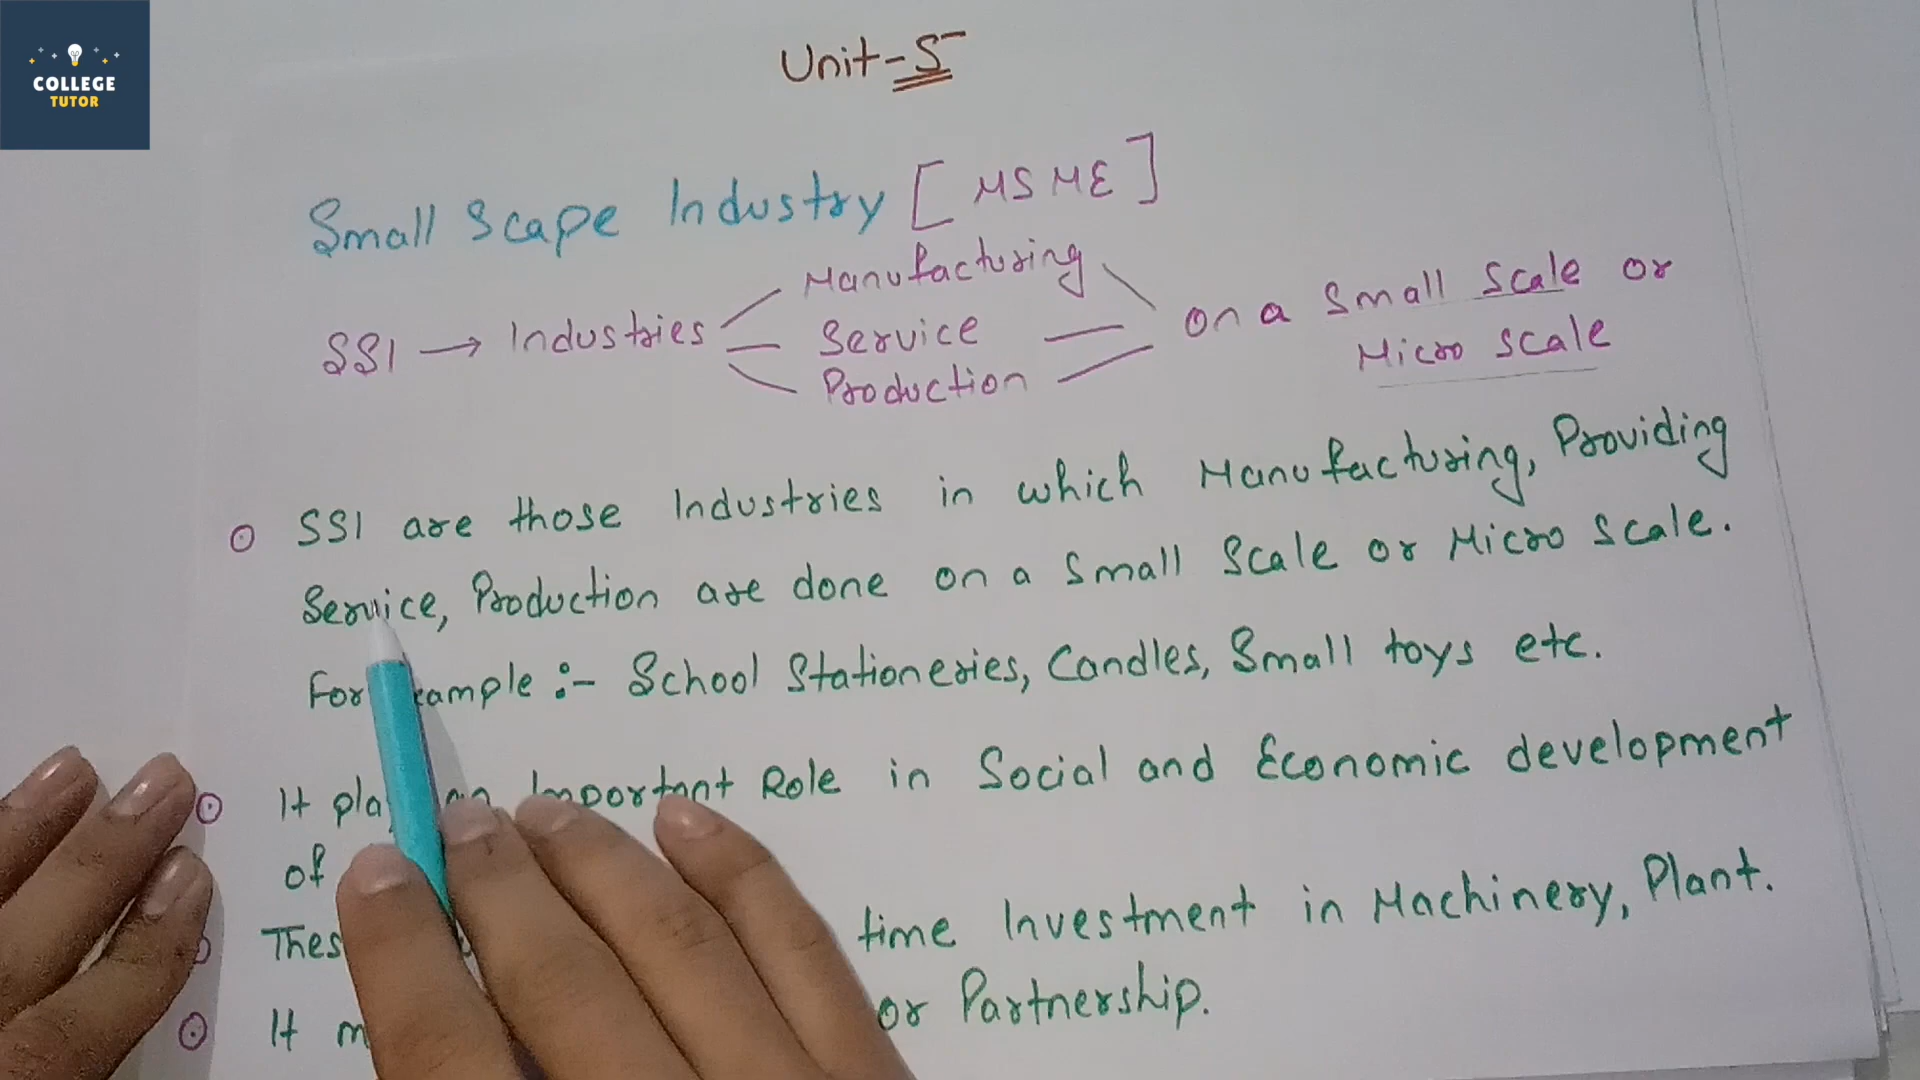 COLLEGE
TUTOR
Unit-5
Small Scape Industry [MSME]
SSI → Industries
Manufacturing
Service
Production
on a Small Scale or
Micro Scale
SSI are those Industries in which Manufacturing, Providing
Service, Production are done on a Small Scale or Micro Scale.
For :- School Stationeries, Candles, Small toys etc.
It Important Role in Social and Economic development
of
time Investment in Machinery, Plant.
It or Partnership.